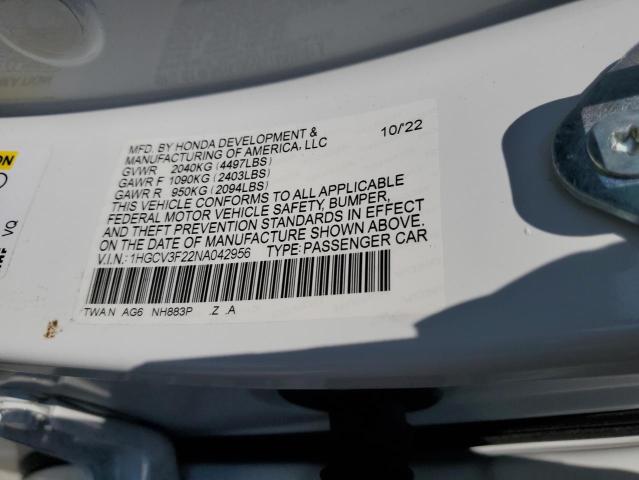 MFD. BY HONDA DEVELOPMENT & 10/'22
MANUFACTURING OF AMERICA, LLC
GVWR 2040KG (4497LBS)
GAWR F 1090KG (2403LBS)
GAWR R 950KG (2094LBS)
THIS VEHICLE CONFORMS TO ALL APPLICABLE
FEDERAL MOTOR VEHICLE SAFETY, BUMPER,
AND THEFT PREVENTION STANDARDS IN EFFECT
ON THE DATE OF MANUFACTURE SHOWN ABOVE.
V.I.N.: 1HGCV3F22NA042956 TYPE: PASSENGER CAR
TWAN AG6 NH883P .Z .A
VQ